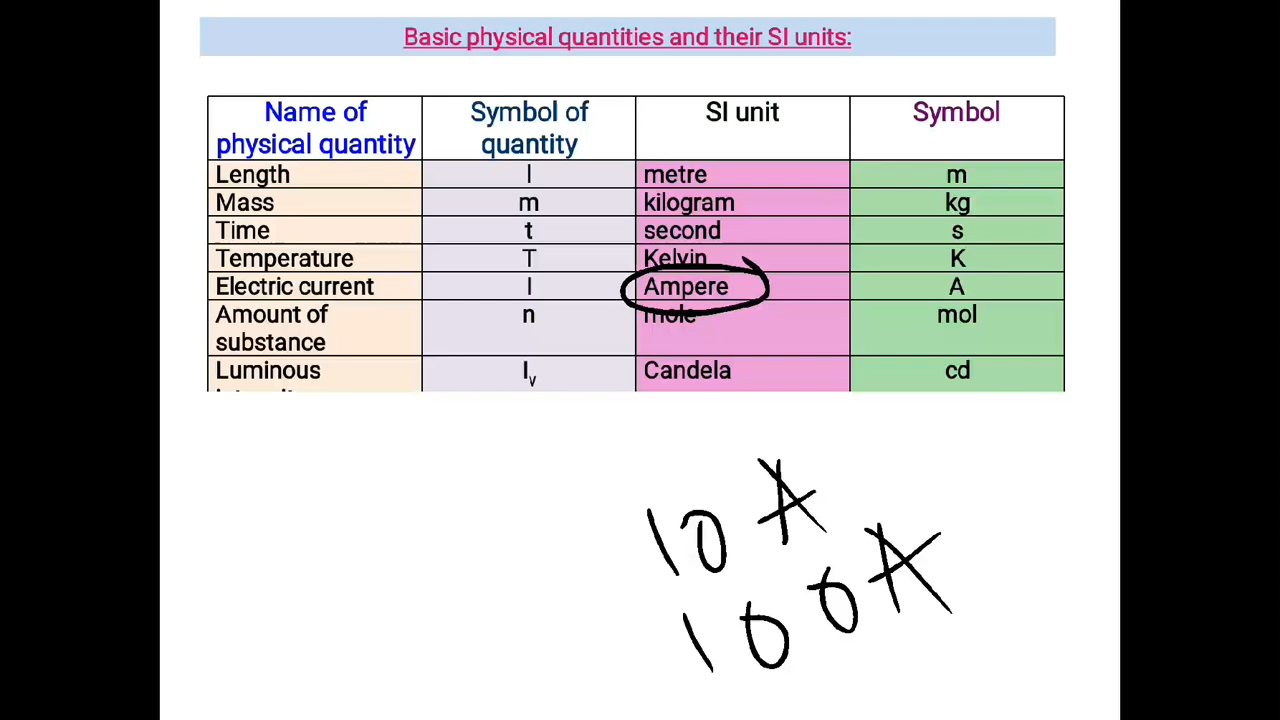 Basic physical quantities and their SI units:
Name of physical quantity Symbol of quantity SI unit Symbol
Length l metre m
Mass m kilogram kg
Time t second s
Temperature T Kelvin K
Electric current I Ampere A
Amount of substance n mole mol
Luminous Iv Candela cd
10 A
100 A